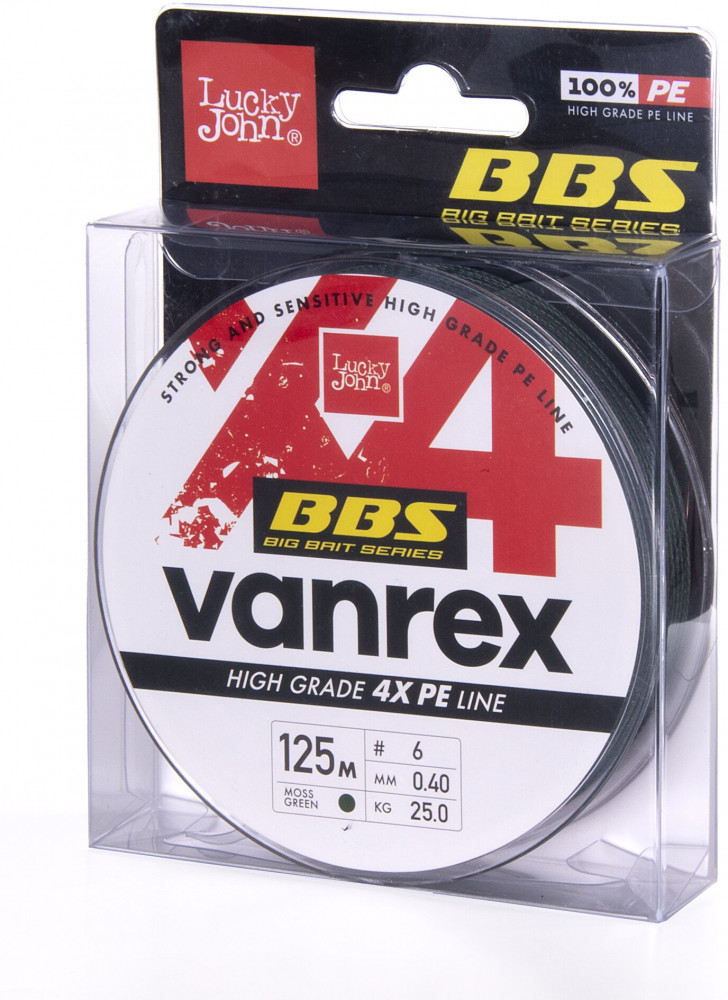 Lucky
John®
100% PE
HIGH GRADE PE LINE
BBS
BIG BAIT SERIES
STRONG AND SENSITIVE HIGH GRADE PE LINE
X4
Lucky
John®
BBS
BIG BAIT SERIES
vanrex
HIGH GRADE 4X PE LINE
125м
MOSS
GREEN
# 6
MM 0.40
KG 25.0